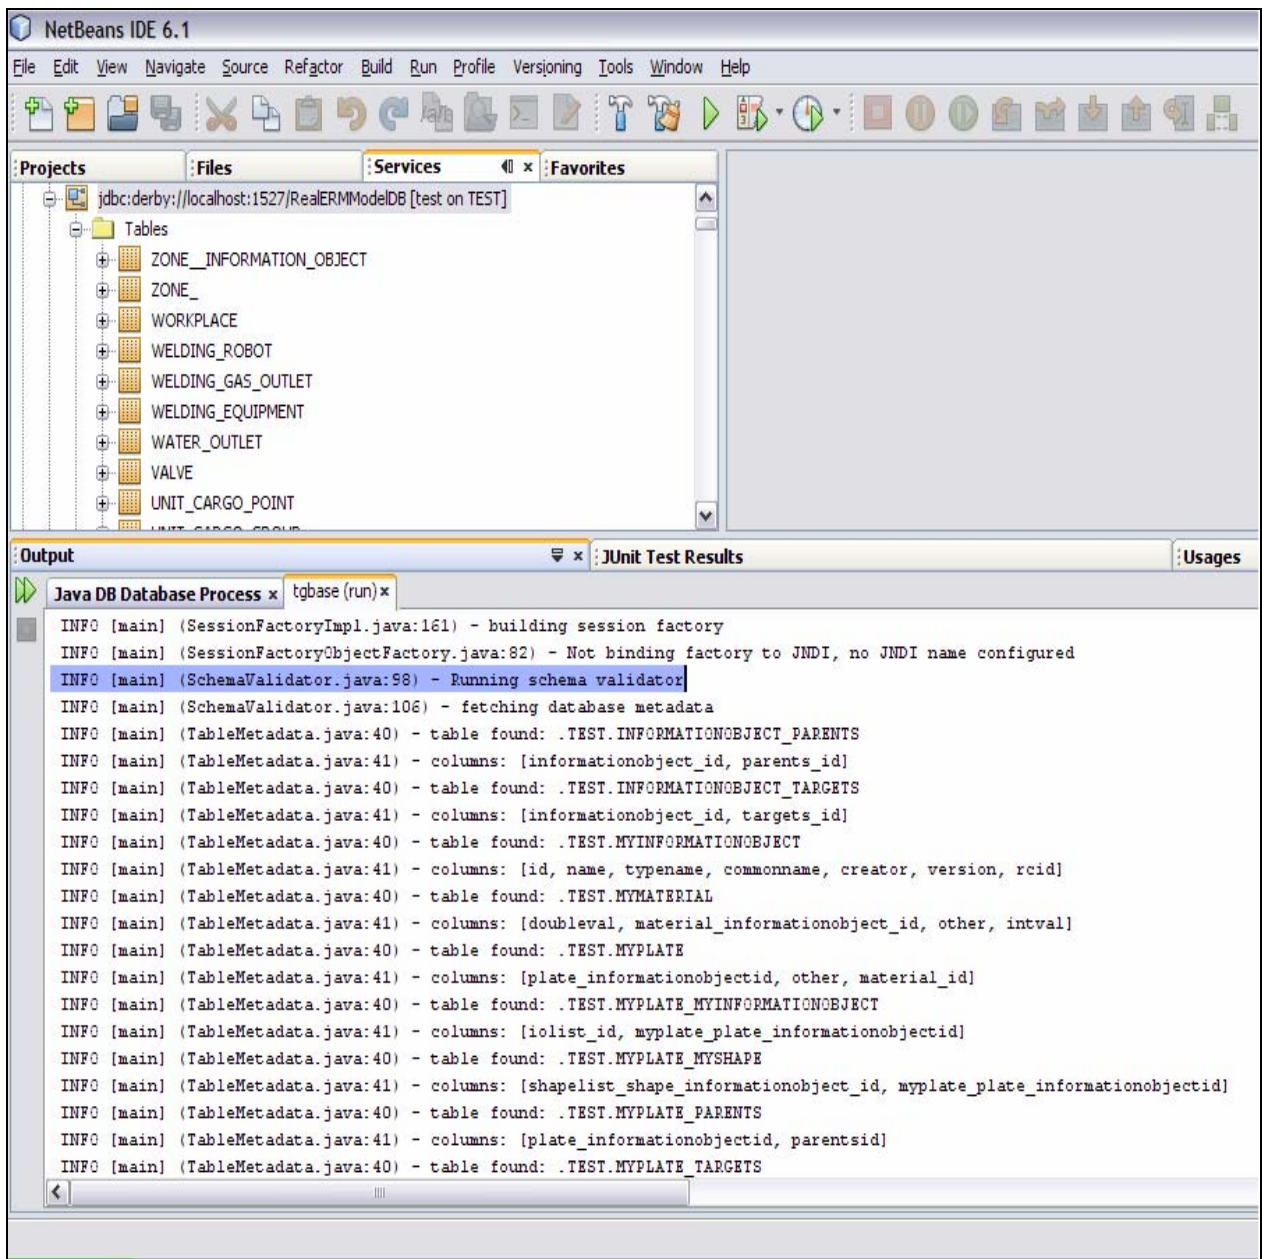 NetBeans IDE 6.1
File Edit View Navigate Source Refactor Build Run Profile Versioning Tools Window Help
Projects Files Services x Favorites
jdbc:derby://localhost:1527/RealERMModelDB [test on TEST]
Tables
ZONE__INFORMATION_OBJECT
ZONE_
WORKPLACE
WELDING_ROBOT
WELDING_GAS_OUTLET
WELDING_EQUIPMENT
WATER_OUTLET
VALVE
UNIT_CARGO_POINT
UNIT_CARGO_GROUP
Output x JUnit Test Results Usages
Java DB Database Process x tgbase (run) x
INFO [main] (SessionFactoryImpl.java:161) - building session factory
INFO [main] (SessionFactoryObjectFactory.java:82) - Not binding factory to JNDI, no JNDI name configured
INFO [main] (SchemaValidator.java:98) - Running schema validator
INFO [main] (SchemaValidator.java:106) - fetching database metadata
INFO [main] (TableMetadata.java:40) - table found: .TEST.INFORMATIONOBJECT_PARENTS
INFO [main] (TableMetadata.java:41) - columns: [informationobject_id, parents_id]
INFO [main] (TableMetadata.java:40) - table found: .TEST.INFORMATIONOBJECT_TARGETS
INFO [main] (TableMetadata.java:41) - columns: [informationobject_id, targets_id]
INFO [main] (TableMetadata.java:40) - table found: .TEST.MYINFORMATIONOBJECT
INFO [main] (TableMetadata.java:41) - columns: [id, name, typename, commonname, creator, version, rcid]
INFO [main] (TableMetadata.java:40) - table found: .TEST.MYMATERIAL
INFO [main] (TableMetadata.java:41) - columns: [doubleval, material_informationobject_id, other, intval]
INFO [main] (TableMetadata.java:40) - table found: .TEST.MYPLATE
INFO [main] (TableMetadata.java:41) - columns: [plate_informationobjectid, other, material_id]
INFO [main] (TableMetadata.java:40) - table found: .TEST.MYPLATE_MYINFORMATIONOBJECT
INFO [main] (TableMetadata.java:41) - columns: [iolist_id, myplate_plate_informationobjectid]
INFO [main] (TableMetadata.java:40) - table found: .TEST.MYPLATE_MYSHAPE
INFO [main] (TableMetadata.java:41) - columns: [shapelist_shape_informationobject_id, myplate_plate_informationobjectid]
INFO [main] (TableMetadata.java:40) - table found: .TEST.MYPLATE_PARENTS
INFO [main] (TableMetadata.java:41) - columns: [plate_informationobjectid, parentsid]
INFO [main] (TableMetadata.java:40) - table found: .TEST.MYPLATE_TARGETS